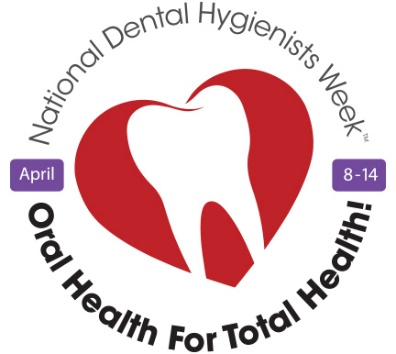 National Dental Hygienists Week™
April
8-14
Oral Health For Total Health!